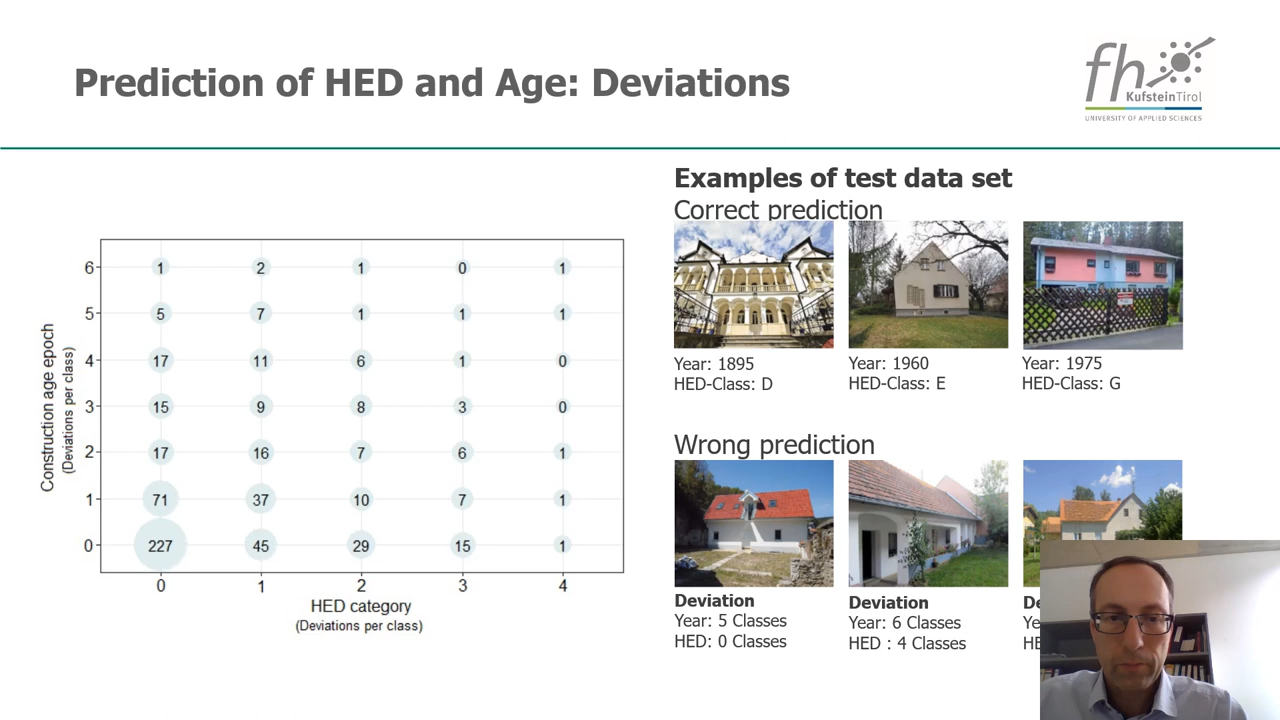 Prediction of HED and Age: Deviations
fh
KufsteinTirol
UNIVERSITY OF APPLIED SCIENCES
Construction age epoch
(Deviations per class)
6 1 2 1 0 1
5 5 7 1 1 1
4 17 11 6 1 0
3 15 9 8 3 0
2 17 16 7 6 1
1 71 37 10 7 1
0 227 45 29 15 1
0 1 2 3 4
HED category
(Deviations per class)
Examples of test data set
Correct prediction
Year: 1895
HED-Class: D
Year: 1960
HED-Class: E
Year: 1975
HED-Class: G
Wrong prediction
Deviation
Year: 5 Classes
HED: 0 Classes
Deviation
Year: 6 Classes
HED : 4 Classes